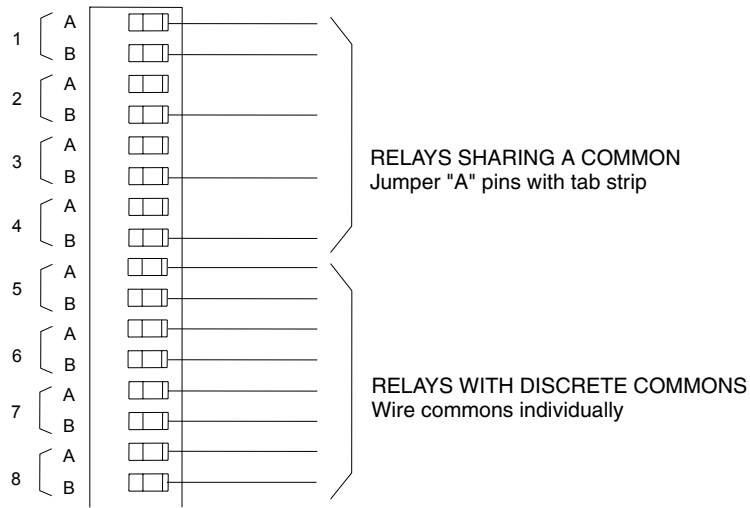 1 A
B
2 A
B
3 A
B
4 A
B
RELAYS SHARING A COMMON
Jumper "A" pins with tab strip
5 A
B
6 A
B
7 A
B
8 A
B
RELAYS WITH DISCRETE COMMONS
Wire commons individually